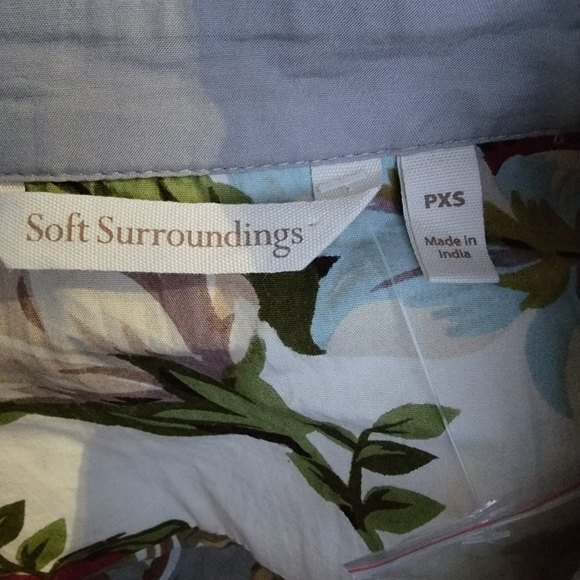 Soft Surroundings
PXS
Made in
India